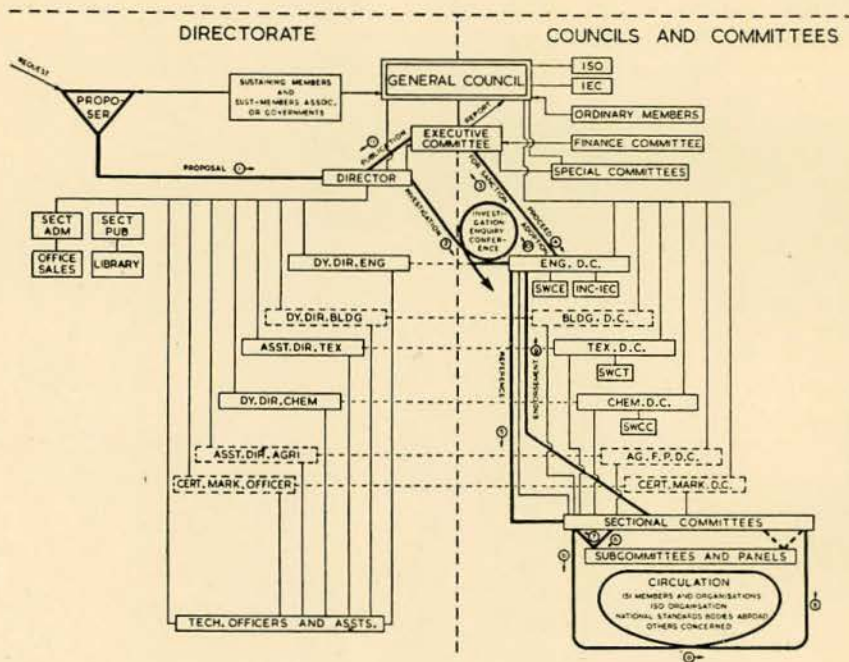 DIRECTORATE
COUNCILS AND COMMITTEES
REQUEST
PROPO-
SER
SUSTAINING MEMBERS
AND
SUST-MEMBERS ASSOC.
OR GOVERNMENTS
GENERAL COUNCIL
ISO
IEC
ORDINARY MEMBERS
REPORT
PUBLICATION
EXECUTIVE
COMMITTEE
FINANCE COMMITTEE
SPECIAL COMMITTEES
PROPOSAL 1
DIRECTOR
INVESTIGATION
2
3
FOR SANCTION
PROCEED
ADOPTION
SECT
ADM
SECT
PUB
OFFICE
SALES
LIBRARY
INVESTI-
GATION
ENQUIRY
CONFER-
ENCE
DY.DIR.ENG
ENG. D.C.
SWCE
INC-IEC
DY.DIR.BLDG
BLDG. D.C.
ASST.DIR.TEX
TEX.D.C.
SWCT
REFERENCE
ENDORSEMENT
DY.DIR.CHEM
CHEM.D.C.
SWCC
ASST.DIR.AGRI
AG.F.P.D.C.
CERT.MARK.OFFICER
CERT.MARK.D.C.
SECTIONAL COMMITTEES
SUBCOMMITTEES AND PANELS
CIRCULATION
ISI MEMBERS AND ORGANISATIONS
ISO ORGANISATION
NATIONAL STANDARDS BODIES ABROAD
OTHERS CONCERNED
TECH. OFFICERS AND ASSTS.